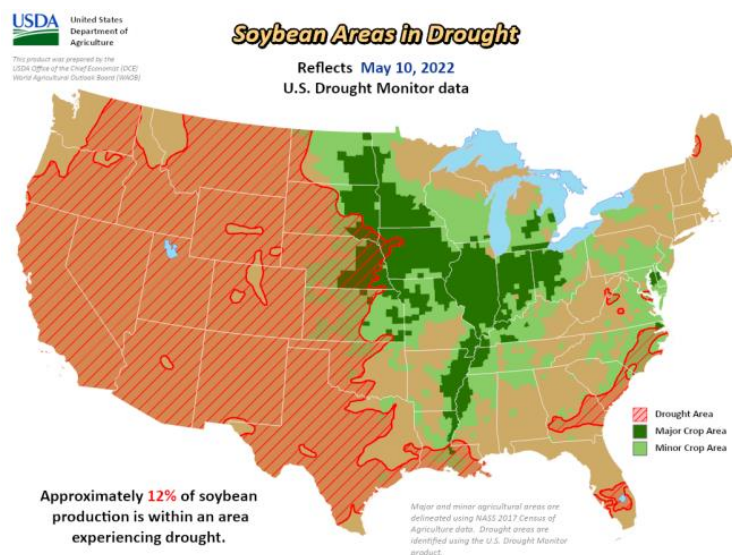 USDA
United States
Department of
Agriculture
This product was prepared by the
USDA Office of the Chief Economist (OCE)
World Agricultural Outlook Board (WAOB)
Soybean Areas in Drought
Reflects May 10, 2022
U.S. Drought Monitor data
Drought Area
Major Crop Area
Minor Crop Area
Approximately 12% of soybean
production is within an area
experiencing drought.
Major and minor agricultural areas are
delineated using NASS 2017 Census of
Agriculture data. Drought areas are
identified using the U.S. Drought Monitor
product.